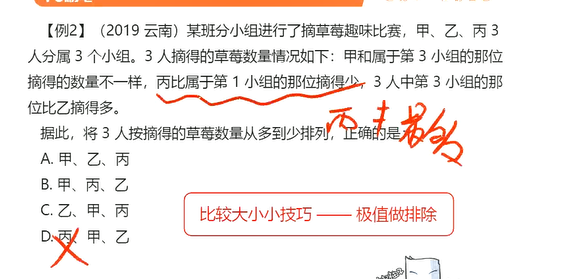 【例2】（2019 云南）某班分小组进行了摘草莓趣味比赛，甲、乙、丙 3
人分属 3 个小组。3 人摘得的草莓数量情况如下：甲和属于第 3 小组的那位
摘得的数量不一样，丙比属于第 1 小组的那位摘得少，3 人中第 3 小组的那
位比乙摘得多。
丙≠最多
据此，将 3 人按摘得的草莓数量从多到少排列，正确的是
A. 甲、乙、丙
B. 甲、丙、乙
C. 乙、甲、丙
D. 丙、甲、乙
比较大小小技巧 —— 极值做排除